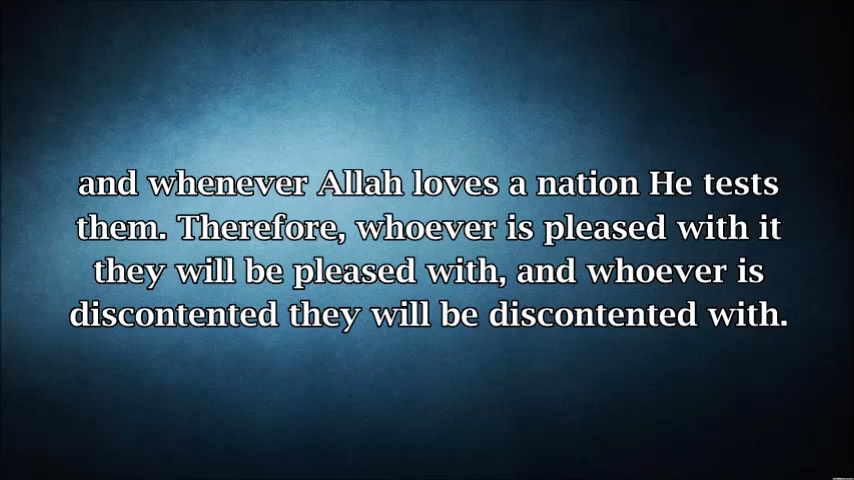 and whenever Allah loves a nation He tests
them. Therefore, whoever is pleased with it
they will be pleased with, and whoever is
discontented they will be discontented with.